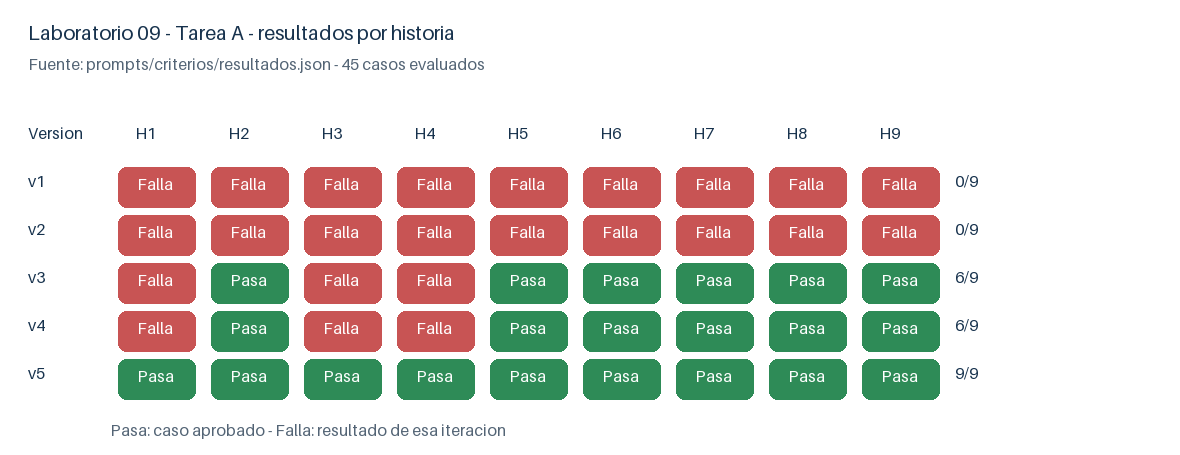 Laboratorio 09 - Tarea A - resultados por historia
Fuente: prompts/criterios/resultados.json - 45 casos evaluados
Version H1 H2 H3 H4 H5 H6 H7 H8 H9
v1 Falla Falla Falla Falla Falla Falla Falla Falla Falla 0/9
v2 Falla Falla Falla Falla Falla Falla Falla Falla Falla 0/9
v3 Falla Pasa Falla Falla Pasa Pasa Pasa Pasa Pasa 6/9
v4 Falla Pasa Falla Falla Pasa Pasa Pasa Pasa Pasa 6/9
v5 Pasa Pasa Pasa Pasa Pasa Pasa Pasa Pasa Pasa 9/9
Pasa: caso aprobado - Falla: resultado de esa iteracion